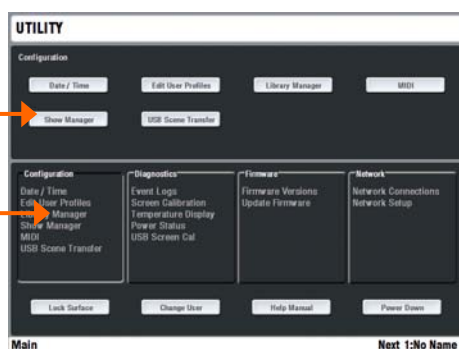 UTILITY
Configuration
Date / Time Edit User Profiles Library Manager MIDI
Show Manager USB Scene Transfer
Configuration Diagnostics Firmware Network
Date / Time Event Logs Firmware Versions Network Connections
Edit User Profiles Screen Calibration Update Firmware Network Setup
Manager Temperature Display
Show Manager Power Status
MIDI USB Screen Cal
USB Scene Transfer
Lock Surface Change User Help Manual Power Down
Main Next 1:No Name